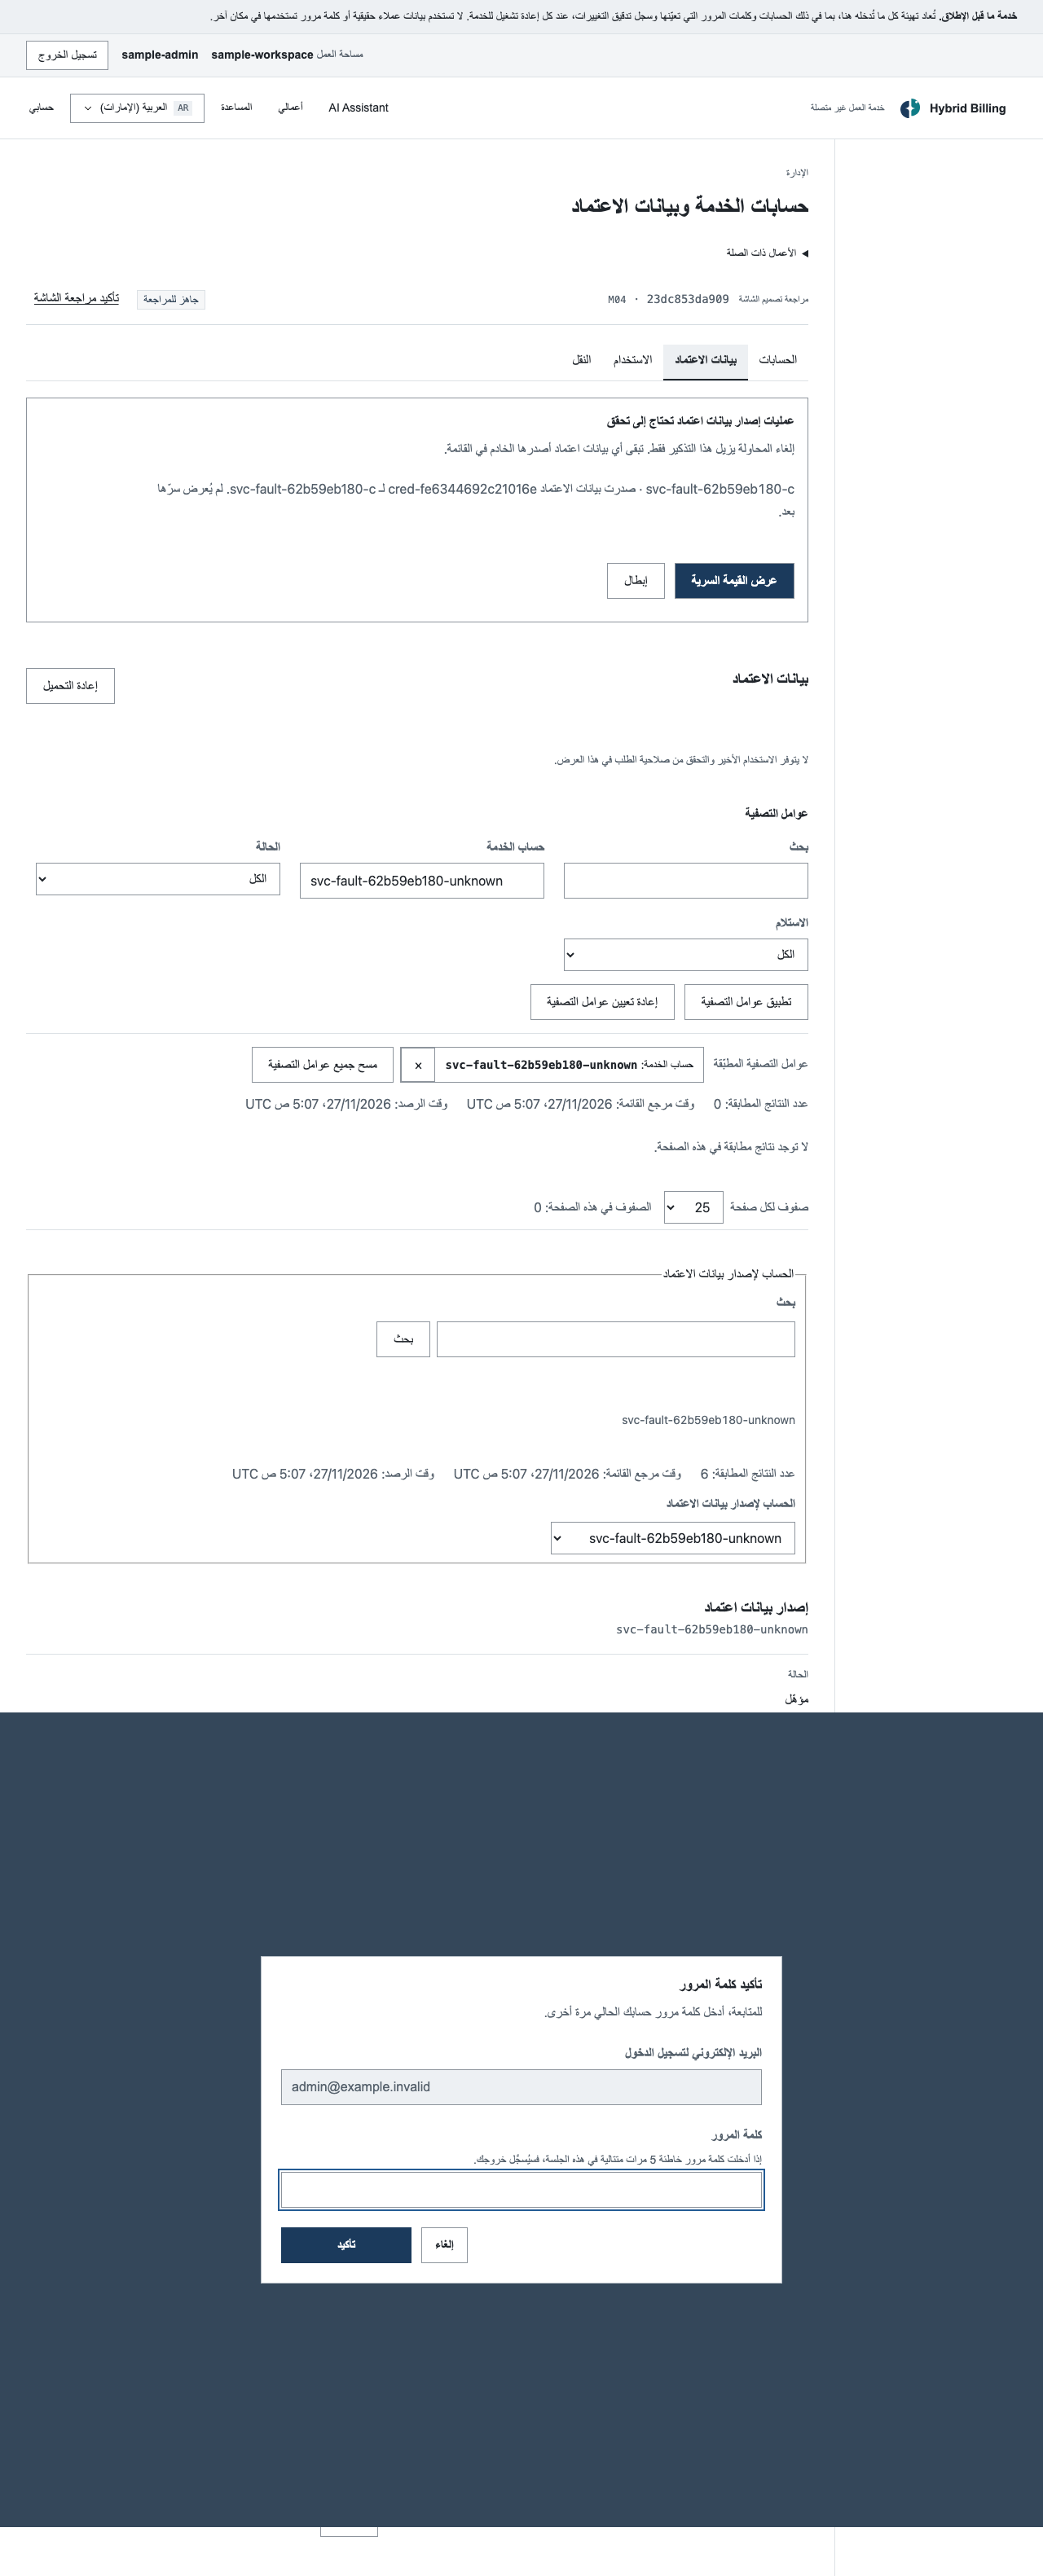 خدمة ما قبل الإطلاق. تُعاد تهيئة كل ما تُدخله هنا، بما في ذلك الحسابات وكلمات المرور التي تعيّنها وسجل تدقيق التغييرات، عند كل إعادة تشغيل للخدمة. لا تستخدم بيانات عملاء حقيقية أو كلمة مرور تستخدمها في مكان آخر.
مساحة العمل sample-workspace sample-admin تسجيل الخروج
Hybrid Billing خدمة العمل غير متصلة AI Assistant أعمالي المساعدة AR العربية (الإمارات) حسابي
الإدارة
حسابات الخدمة وبيانات الاعتماد
الأعمال ذات الصلة
مراجعة تصميم الشاشة M04 · 23dc853da909 جاهز للمراجعة تأكيد مراجعة الشاشة
الحسابات بيانات الاعتماد الاستخدام النقل
عمليات إصدار بيانات اعتماد تحتاج إلى تحقق
إلغاء المحاولة يزيل هذا التذكير فقط. تبقى أي بيانات اعتماد أصدرها الخادم في القائمة.
svc-fault-62b59eb180-c · صدرت بيانات الاعتماد cred-fe6344692c21016e لـ svc-fault-62b59eb180-c. لم يُعرض سرّها
بعد.
عرض القيمة السرية إبطال
بيانات الاعتماد إعادة التحميل
لا يتوفر الاستخدام الأخير والتحقق من صلاحية الطلب في هذا العرض.
عوامل التصفية
بحث حساب الخدمة الحالة
svc-fault-62b59eb180-unknown الكل
الاستلام
الكل
تطبيق عوامل التصفية إعادة تعيين عوامل التصفية
عوامل التصفية المطبّقة حساب الخدمة: svc-fault-62b59eb180-unknown × مسح جميع عوامل التصفية
عدد النتائج المطابقة: 0 وقت مرجع القائمة: 27/11/2026، 5:07 ص UTC وقت الرصد: 27/11/2026، 5:07 ص UTC
لا توجد نتائج مطابقة في هذه الصفحة.
صفوف لكل صفحة 25 الصفوف في هذه الصفحة: 0
الحساب لإصدار بيانات الاعتماد
بحث
بحث
svc-fault-62b59eb180-unknown
عدد النتائج المطابقة: 6 وقت مرجع القائمة: 27/11/2026، 5:07 ص UTC وقت الرصد: 27/11/2026، 5:07 ص UTC
الحساب لإصدار بيانات الاعتماد
svc-fault-62b59eb180-unknown
إصدار بيانات اعتماد
svc-fault-62b59eb180-unknown
الحالة
مؤهّل
تأكيد كلمة المرور
للمتابعة، أدخل كلمة مرور حسابك الحالي مرة أخرى.
البريد الإلكتروني لتسجيل الدخول
admin@example.invalid
كلمة المرور
إذا أدخلت كلمة مرور خاطئة 5 مرات متتالية في هذه الجلسة، فسيُسجَّل خروجك.
إلغاء تأكيد